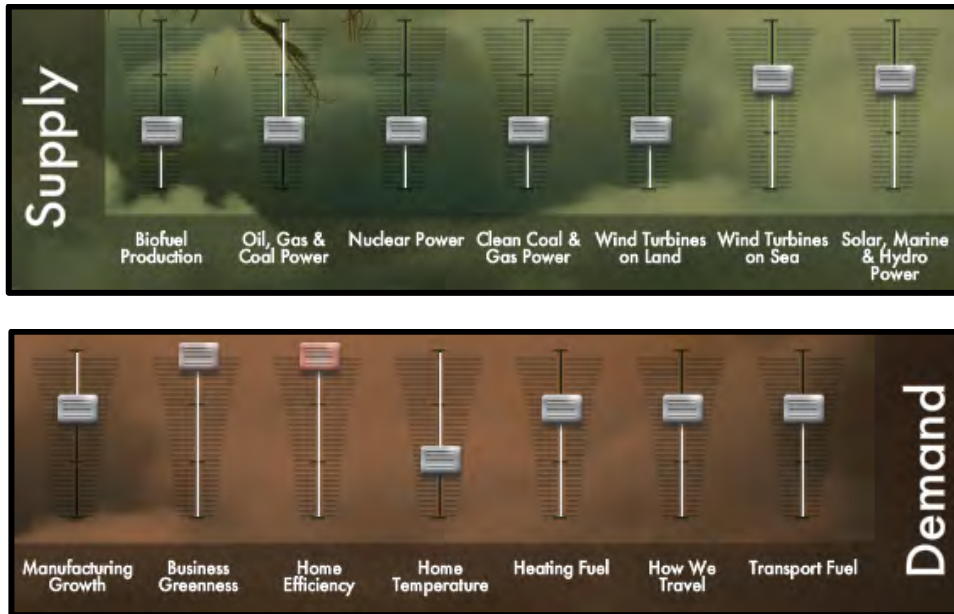 Supply
Biofuel
Production
Oil, Gas &
Coal Power
Nuclear Power
Clean Coal &
Gas Power
Wind Turbines
on Land
Wind Turbines
on Sea
Solar, Marine
& Hydro
Power
Manufacturing
Growth
Business
Greenness
Home
Efficiency
Home
Temperature
Heating Fuel
How We
Travel
Transport Fuel
Demand